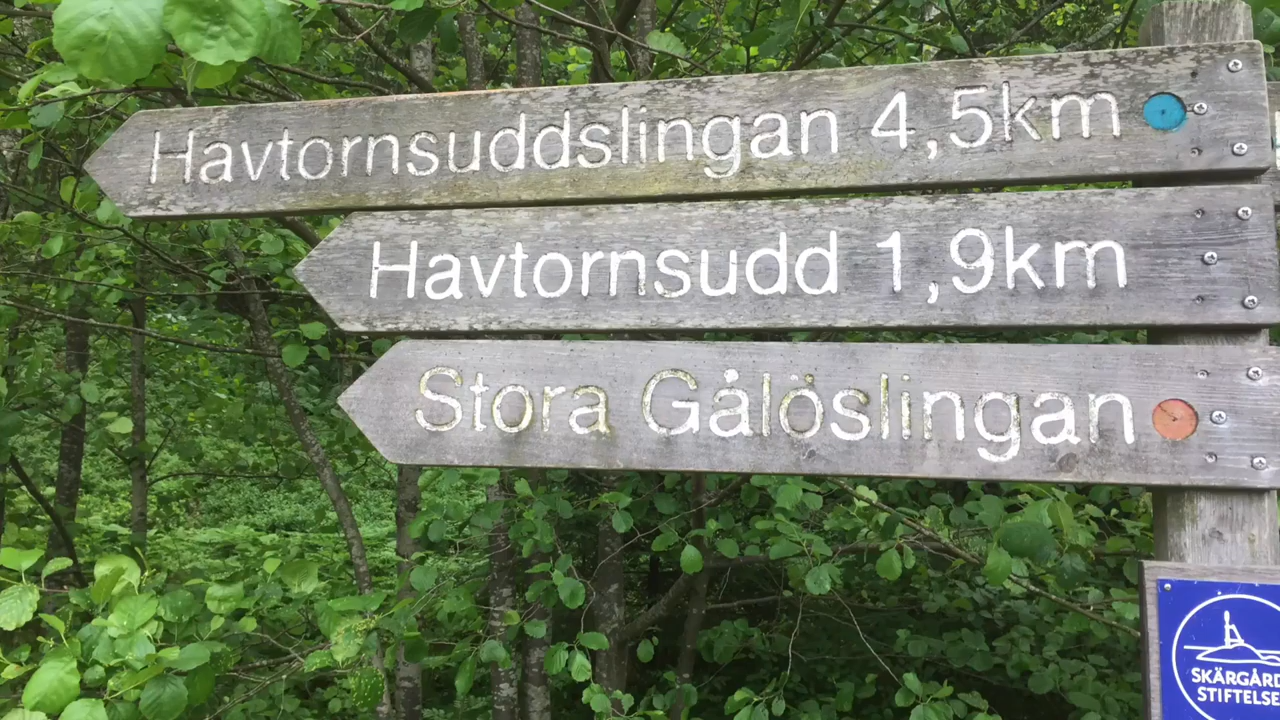 Havtornsuddslingan 4,5km
Havtornsudd 1,9km
Stora Gålöslingan
SKÄRGÅRD
STIFTELSE